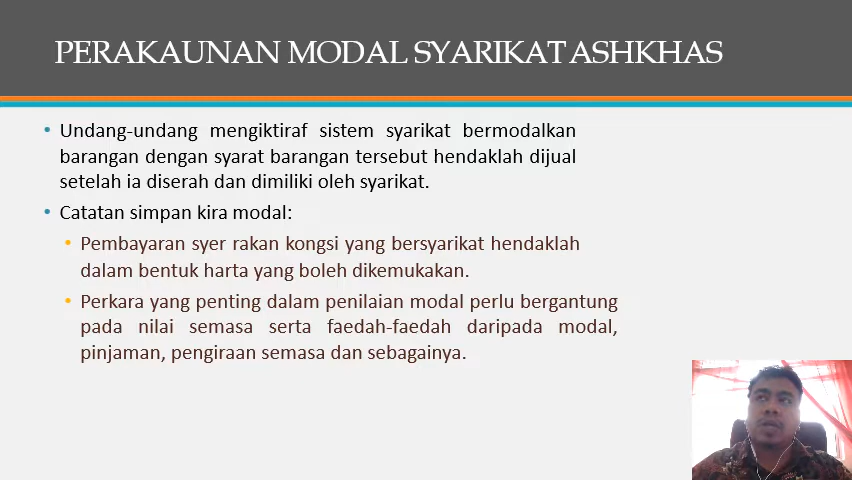 PERAKAUNAN MODAL SYARIKAT ASHKHAS
• Undang-undang mengiktiraf sistem syarikat bermodalkan
barangan dengan syarat barangan tersebut hendaklah dijual
setelah ia diserah dan dimiliki oleh syarikat.
• Catatan simpan kira modal:
• Pembayaran syer rakan kongsi yang bersyarikat hendaklah
dalam bentuk harta yang boleh dikemukakan.
• Perkara yang penting dalam penilaian modal perlu bergantung
pada nilai semasa serta faedah-faedah daripada modal,
pinjaman, pengiraan semasa dan sebagainya.